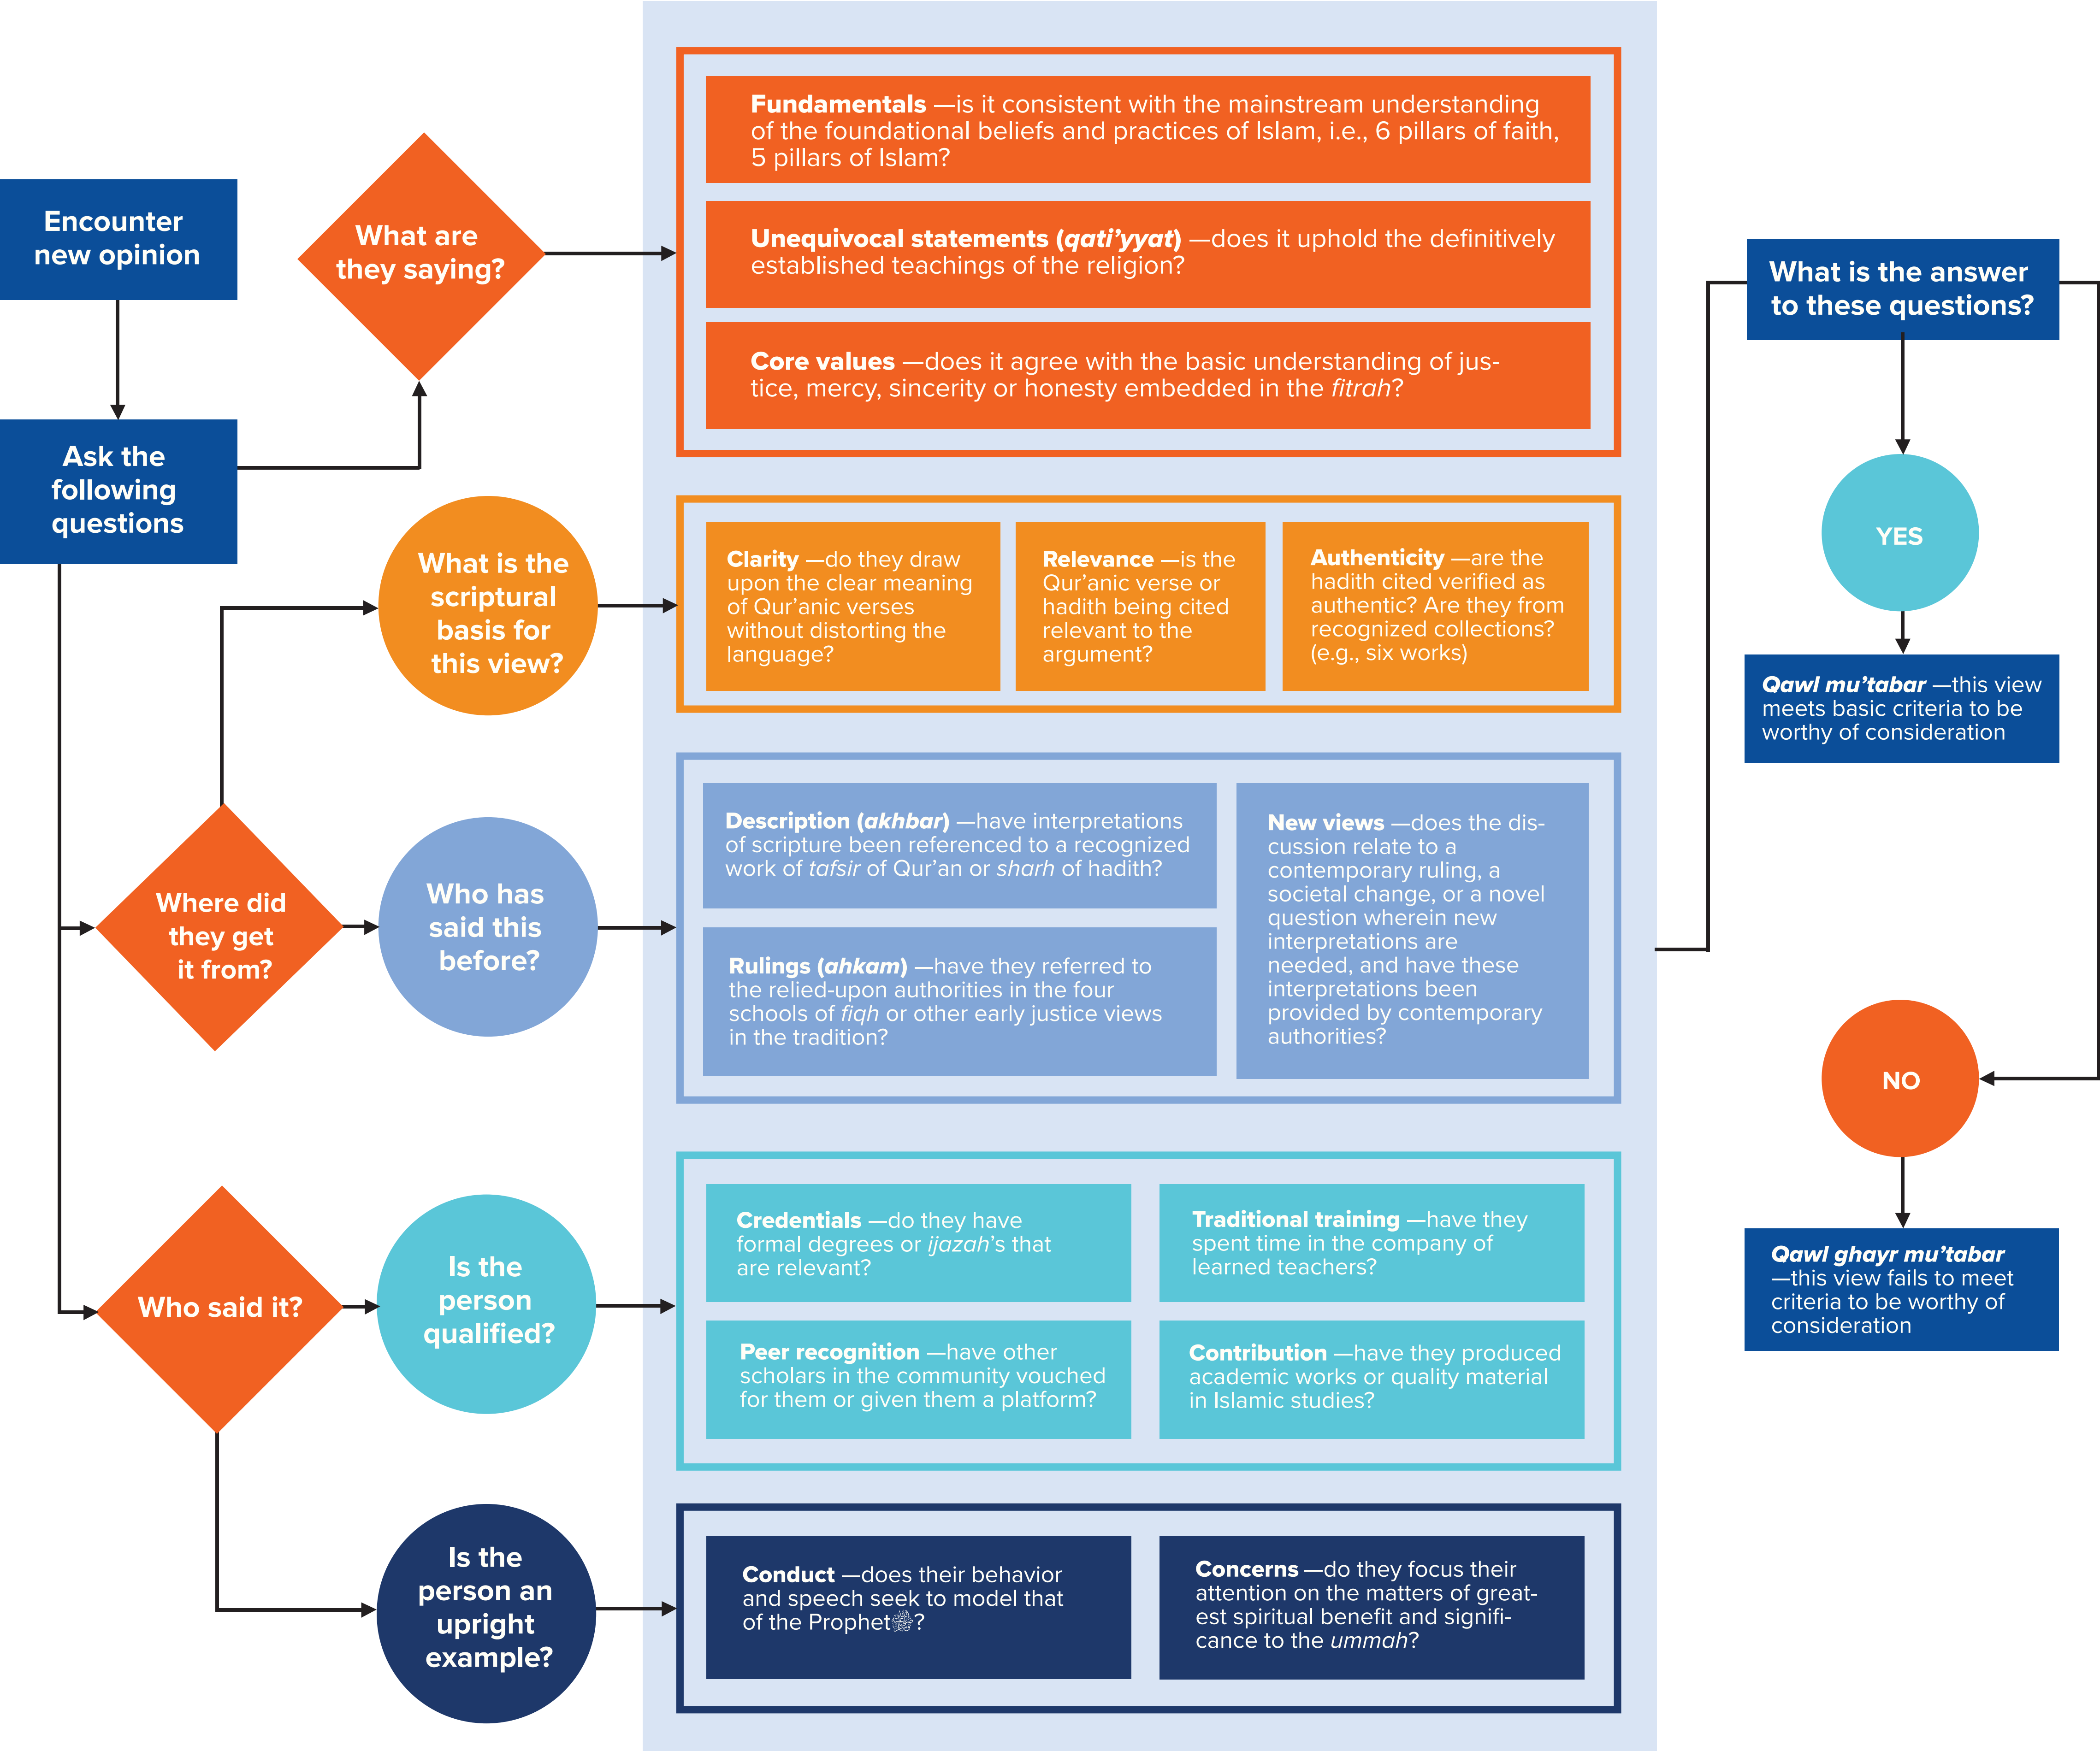 Encounter
new opinion
Ask the
following
questions
What are
they saying?
Fundamentals —is it consistent with the mainstream understanding
of the foundational beliefs and practices of Islam, i.e., 6 pillars of faith,
5 pillars of Islam?
Unequivocal statements (qati’yyat) —does it uphold the definitively
established teachings of the religion?
Core values —does it agree with the basic understanding of jus-
tice, mercy, sincerity or honesty embedded in the fitrah?
Where did
they get
it from?
What is the
scriptural
basis for
this view?
Clarity —do they draw
upon the clear meaning
of Qur’anic verses
without distorting the
language?
Relevance —is the
Qur’anic verse or
hadith being cited
relevant to the
argument?
Authenticity —are the
hadith cited verified as
authentic? Are they from
recognized collections?
(e.g., six works)
Who has
said this
before?
Description (akhbar) —have interpretations
of scripture been referenced to a recognized
work of tafsir of Qur’an or sharh of hadith?
Rulings (ahkam) —have they referred to
the relied-upon authorities in the four
schools of fiqh or other early justice views
in the tradition?
New views —does the dis-
cussion relate to a
contemporary ruling, a
societal change, or a novel
question wherein new
interpretations are
needed, and have these
interpretations been
provided by contemporary
authorities?
Who said it?
Is the
person
qualified?
Credentials —do they have
formal degrees or ijazah’s that
are relevant?
Traditional training —have they
spent time in the company of
learned teachers?
Peer recognition —have other
scholars in the community vouched
for them or given them a platform?
Contribution —have they produced
academic works or quality material
in Islamic studies?
Is the
person an
upright
example?
Conduct —does their behavior
and speech seek to model that
of the Prophetﷺ?
Concerns —do they focus their
attention on the matters of great-
est spiritual benefit and signifi-
cance to the ummah?
What is the answer
to these questions?
YES
Qawl mu’tabar —this view
meets basic criteria to be
worthy of consideration
NO
Qawl ghayr mu’tabar
—this view fails to meet
criteria to be worthy of
consideration